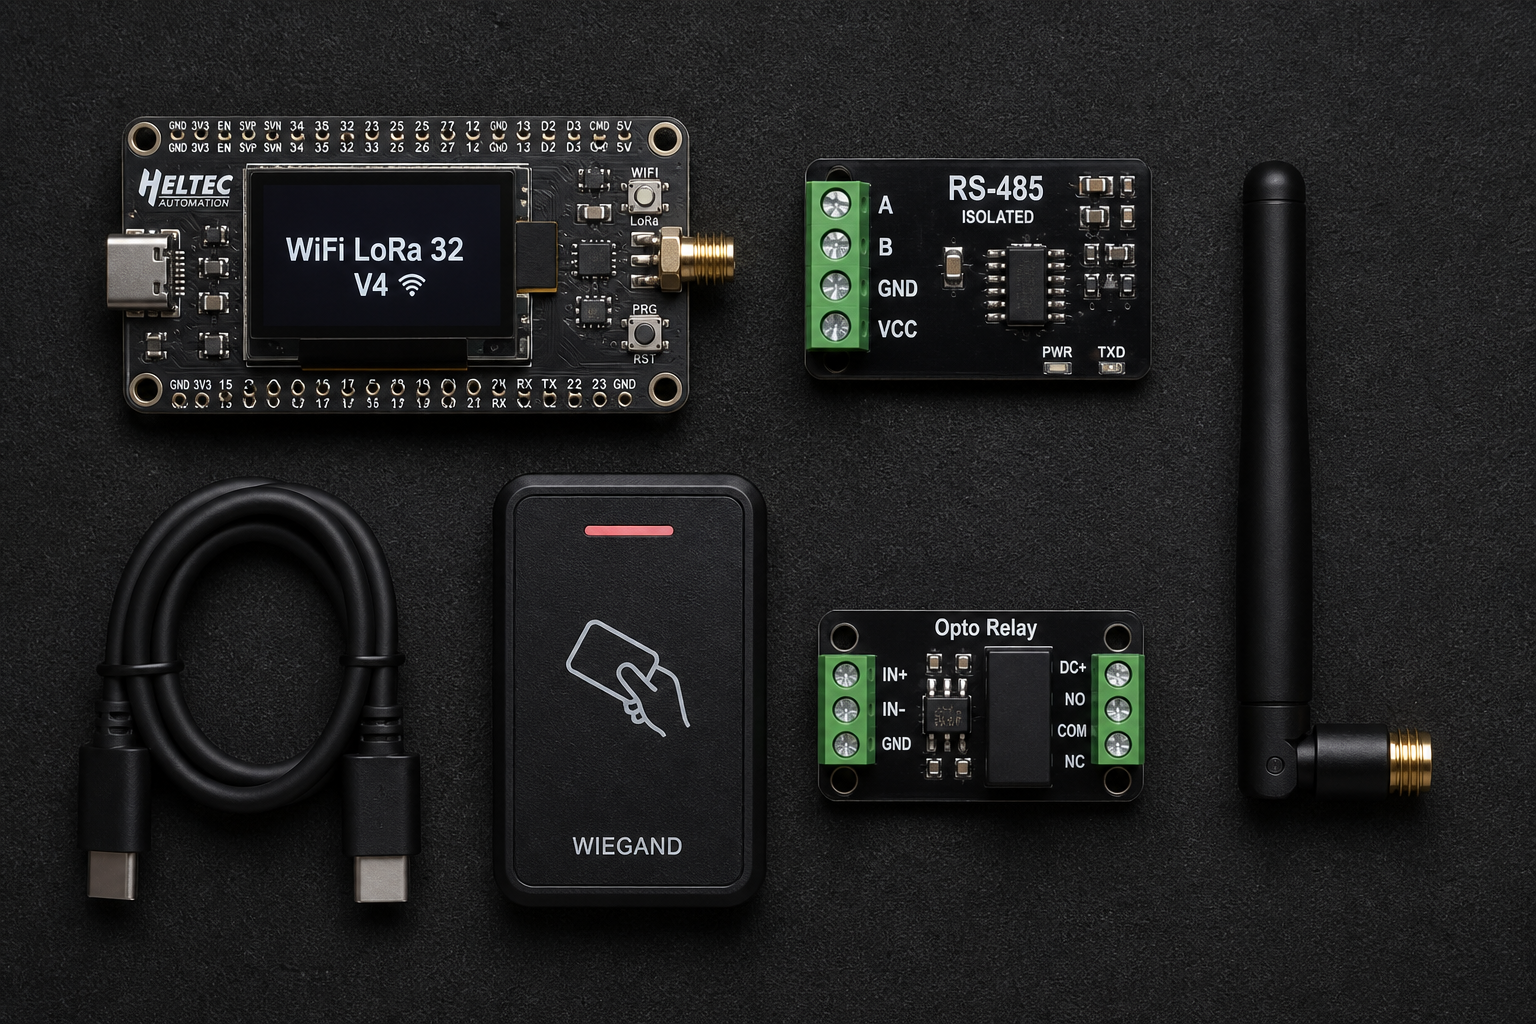 GND 3V3 EN SVP SVN 34 35 32 23 25 25 27 12 GND 13 D2 D3 CMD 5V
GND 3V3 EN SVP SVN 34 35 32 33 25 26 27 12 GND 13 D2 D3 5V
HELTEC
AUTOMATION
WiFi LoRa 32
V4
WIFI
LoRa
PRG
RST
GND 3V3 15 15 17 18 RX TX 22 23 GND
17 19 21 RX
RS-485
ISOLATED
A
B
GND
VCC
PWR TXD
WIEGAND
Opto Relay
IN+
IN-
GND
DC+
NO
COM
NC